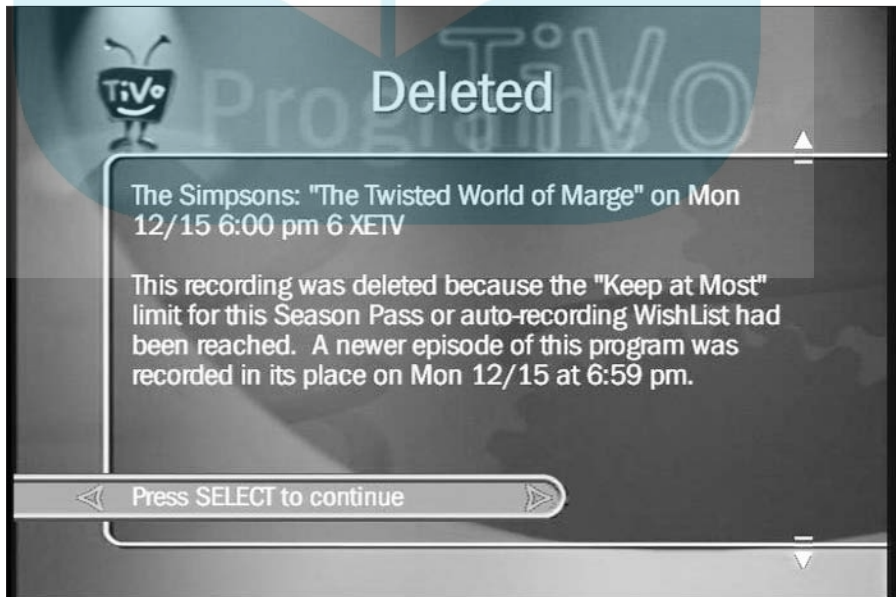 TiVo
TiVo
Programs
Deleted
The Simpsons: "The Twisted World of Marge" on Mon
12/15 6:00 pm 6 XETV
This recording was deleted because the "Keep at Most"
limit for this Season Pass or auto-recording WishList had
been reached. A newer episode of this program was
recorded in its place on Mon 12/15 at 6:59 pm.
Press SELECT to continue